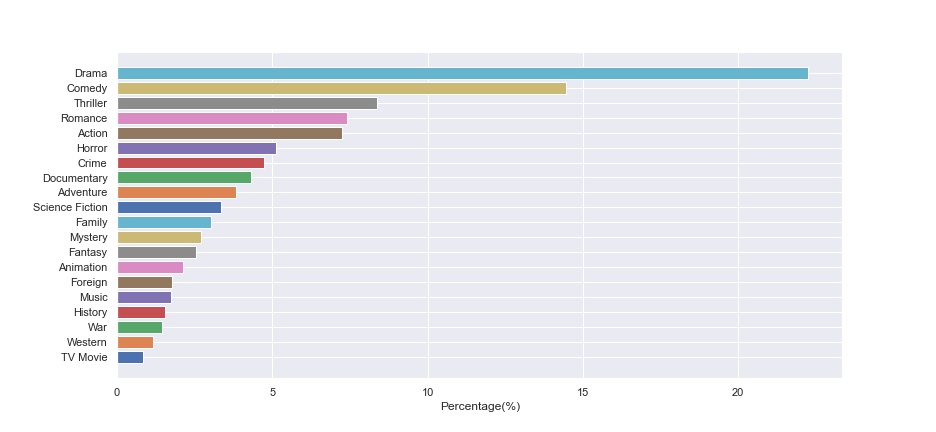 Drama
Comedy
Thriller
Romance
Action
Horror
Crime
Documentary
Adventure
Science Fiction
Family
Mystery
Fantasy
Animation
Foreign
Music
History
War
Western
TV Movie
0 5 10 15 20
Percentage(%)